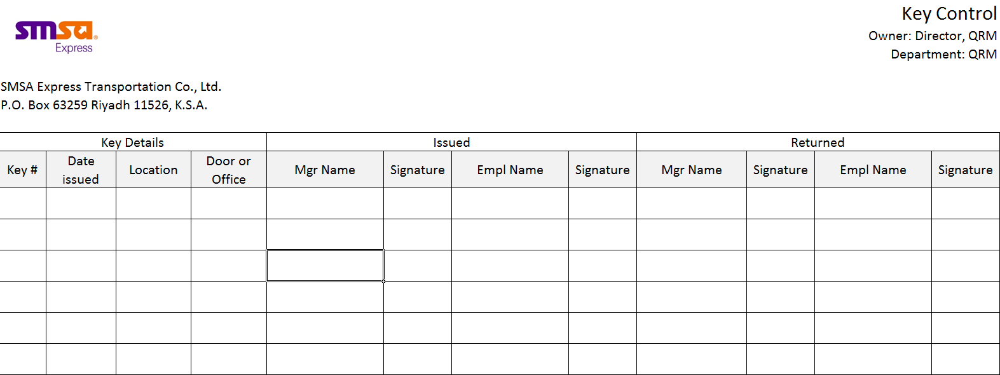 smsa®
Express
Key Control
Owner: Director, QRM
Department: QRM
SMSA Express Transportation Co., Ltd.
P.O. Box 63259 Riyadh 11526, K.S.A.
Key Details Issued Returned
Key # Date issued Location Door or Office Mgr Name Signature Empl Name Signature Mgr Name Signature Empl Name Signature